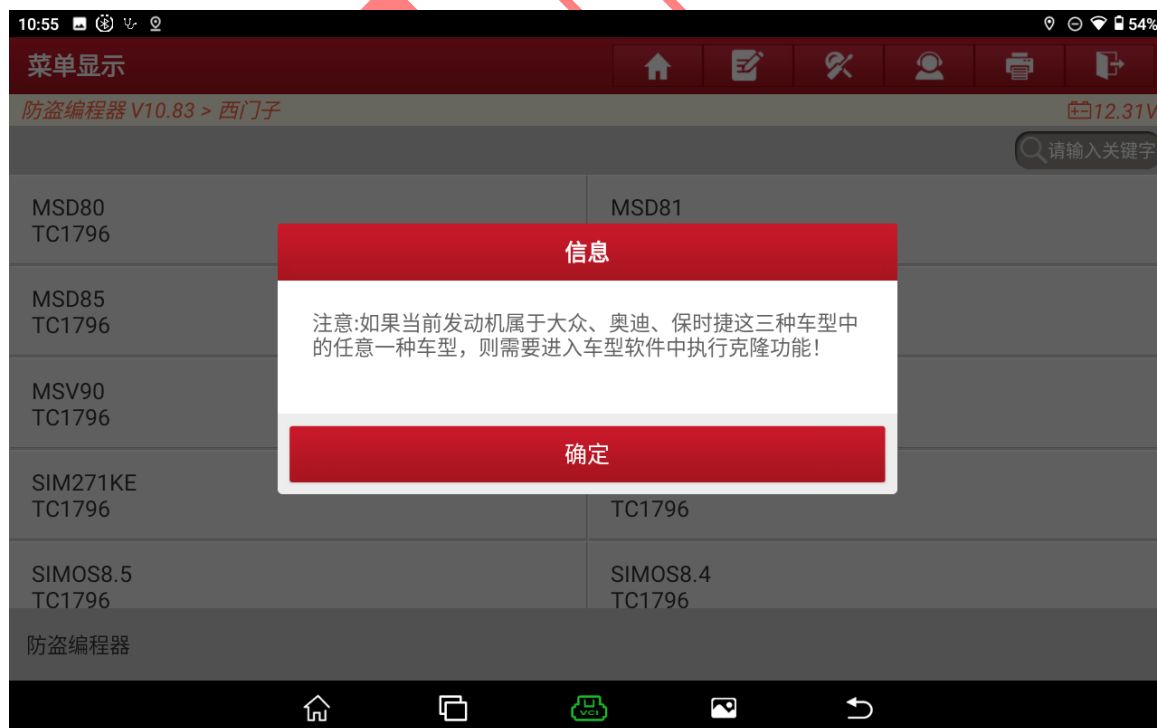 10:55
54%
菜单显示
防盗编程器 V10.83 > 西门子
12.31V
请输入关键字
MSD80
TC1796
MSD81
信息
MSD85
TC1796
注意:如果当前发动机属于大众、奥迪、保时捷这三种车型中
的任意一种车型，则需要进入车型软件中执行克隆功能！
MSV90
TC1796
确定
SIM271KE
TC1796
TC1796
SIMOS8.5
TC1796
SIMOS8.4
TC1796
防盗编程器
VCI